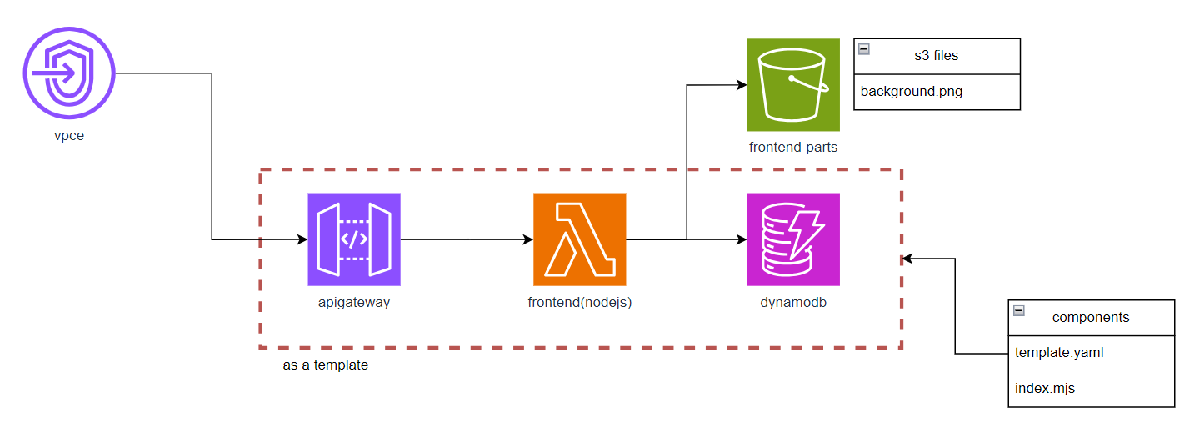 s3 files
background.png
vpce
frontend parts
</>
apigateway
frontend(nodejs)
dynamodb
components
template.yaml
index.mjs
as a template